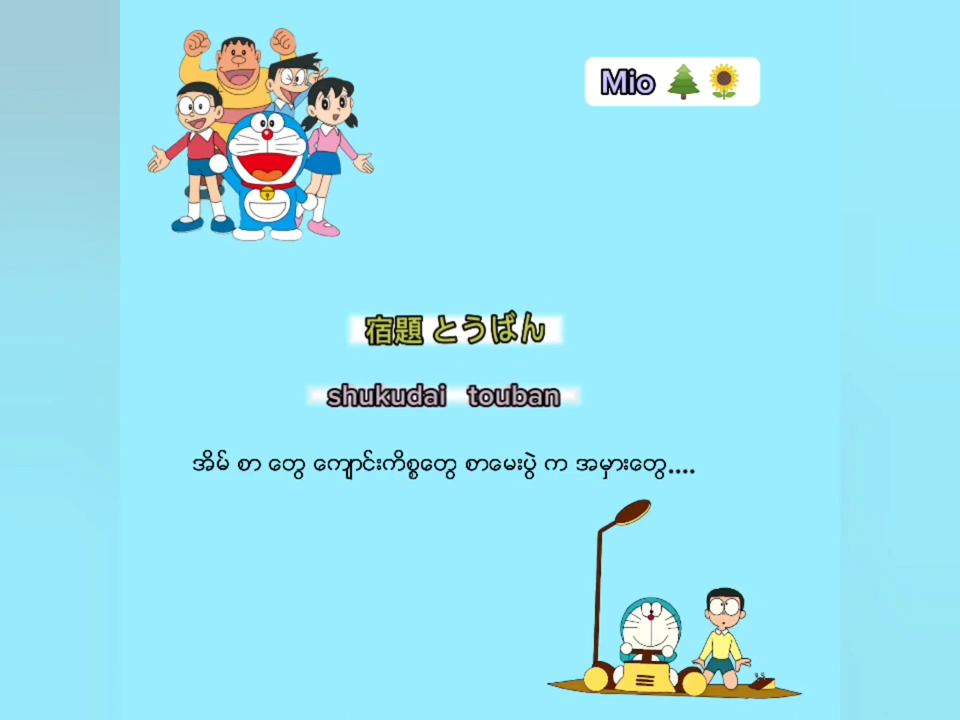 Mio 🌲🌻
宿題 とうばん
shukudai touban
အိမ် စာ တွေ ကျောင်းကိစ္စတွေ စာမေးပွဲ က အမှားတွေ....